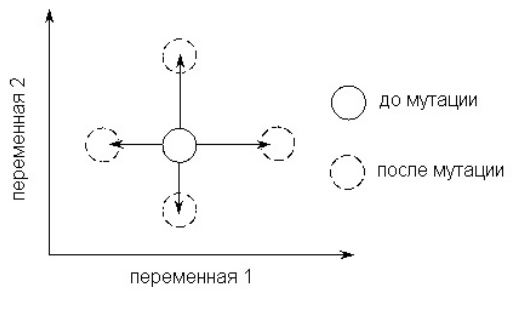 переменная 2
до мутации
после мутации
переменная 1